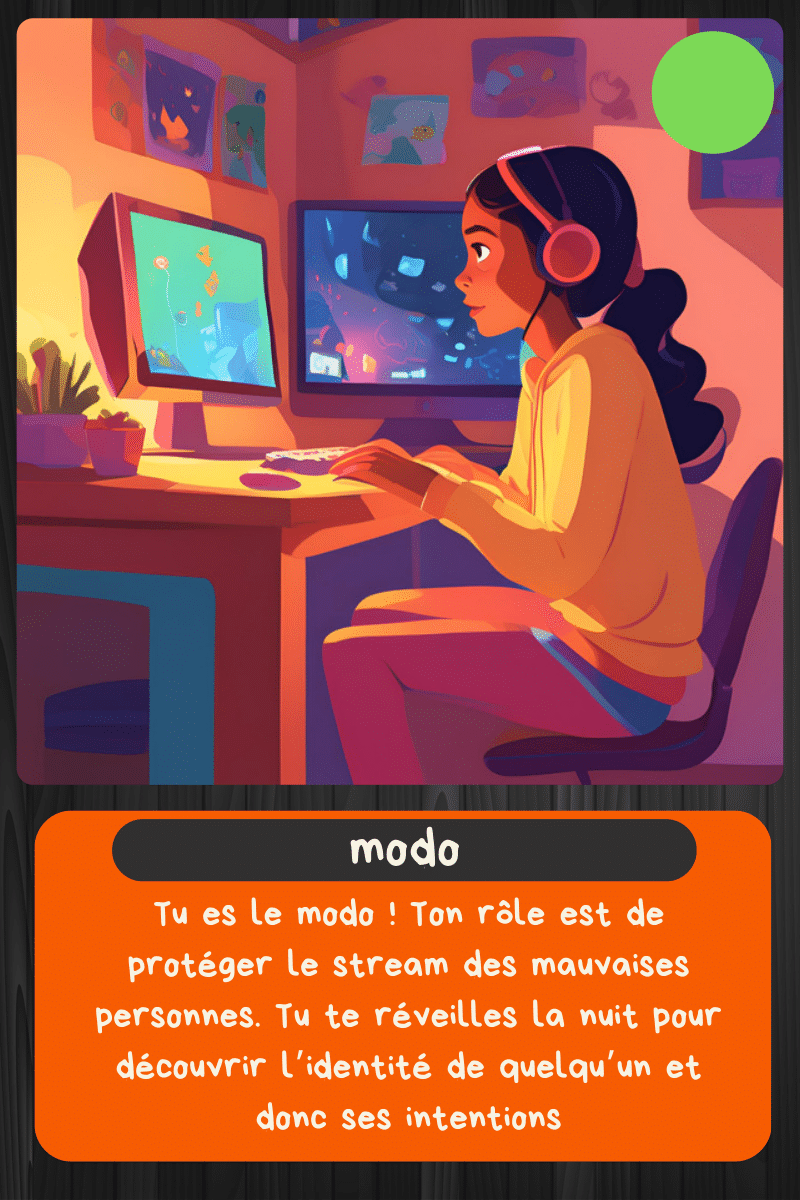 modo
Tu es le modo ! Ton rôle est de
protéger le stream des mauvaises
personnes. Tu te réveilles la nuit pour
découvrir l'identité de quelqu'un et
donc ses intentions